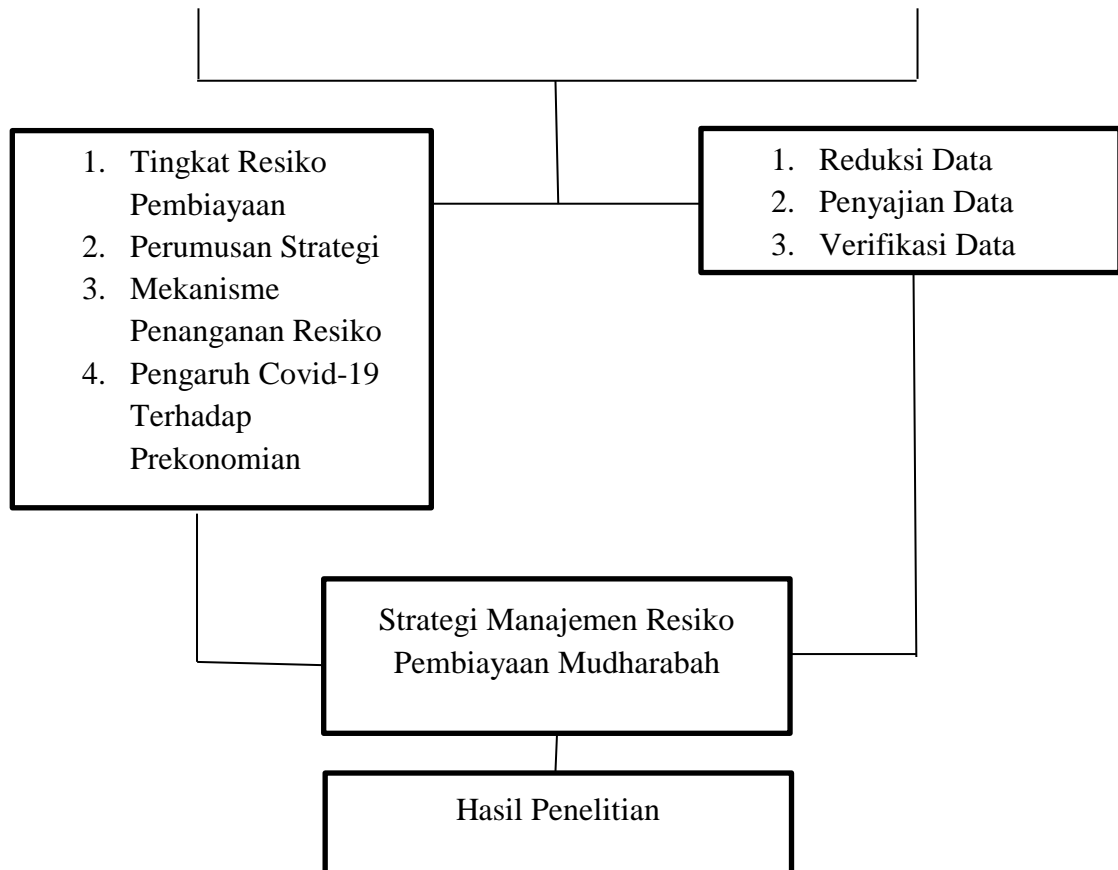 1. Tingkat Resiko
Pembiayaan
2. Perumusan Strategi
3. Mekanisme
Penanganan Resiko
4. Pengaruh Covid-19
Terhadap
Prekonomian
1. Reduksi Data
2. Penyajian Data
3. Verifikasi Data
Strategi Manajemen Resiko
Pembiayaan Mudharabah
Hasil Penelitian